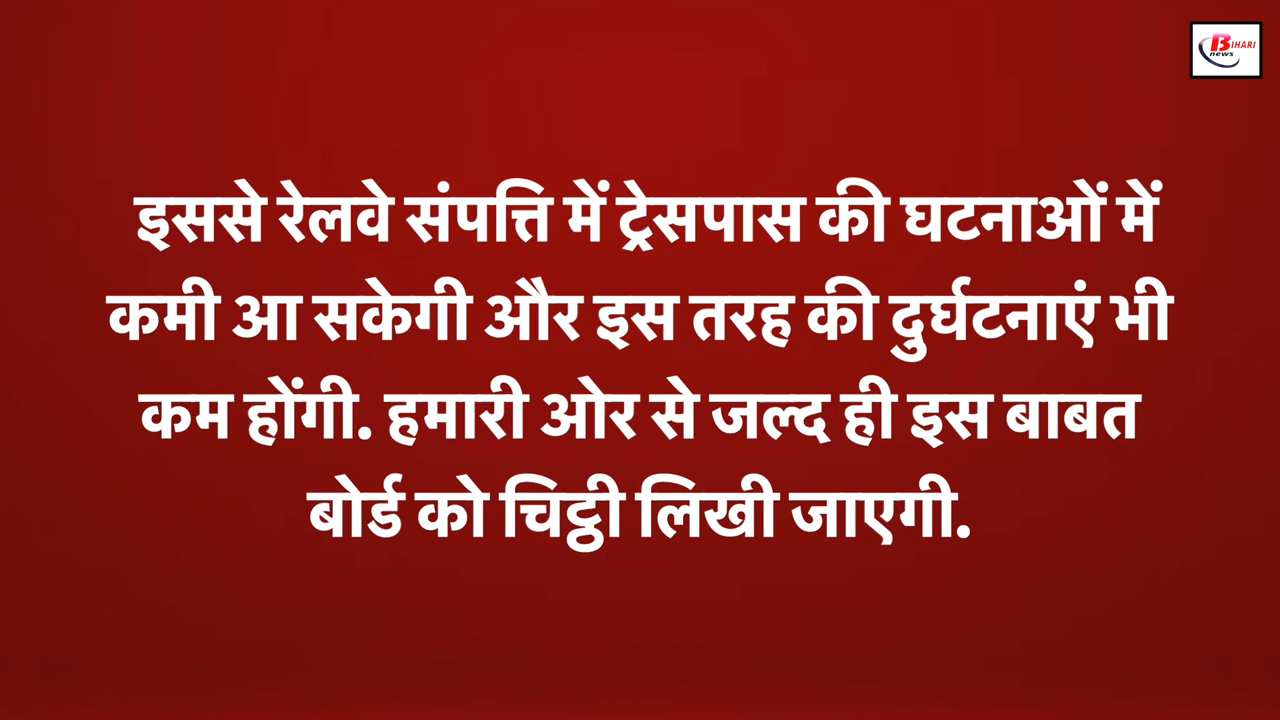 BIHARI
news
इससे रेलवे संपत्ति में ट्रेसपास की घटनाओं में
कमी आ सकेगी और इस तरह की दुर्घटनाएं भी
कम होंगी. हमारी ओर से जल्द ही इस बाबत
बोर्ड को चिट्ठी लिखी जाएगी.